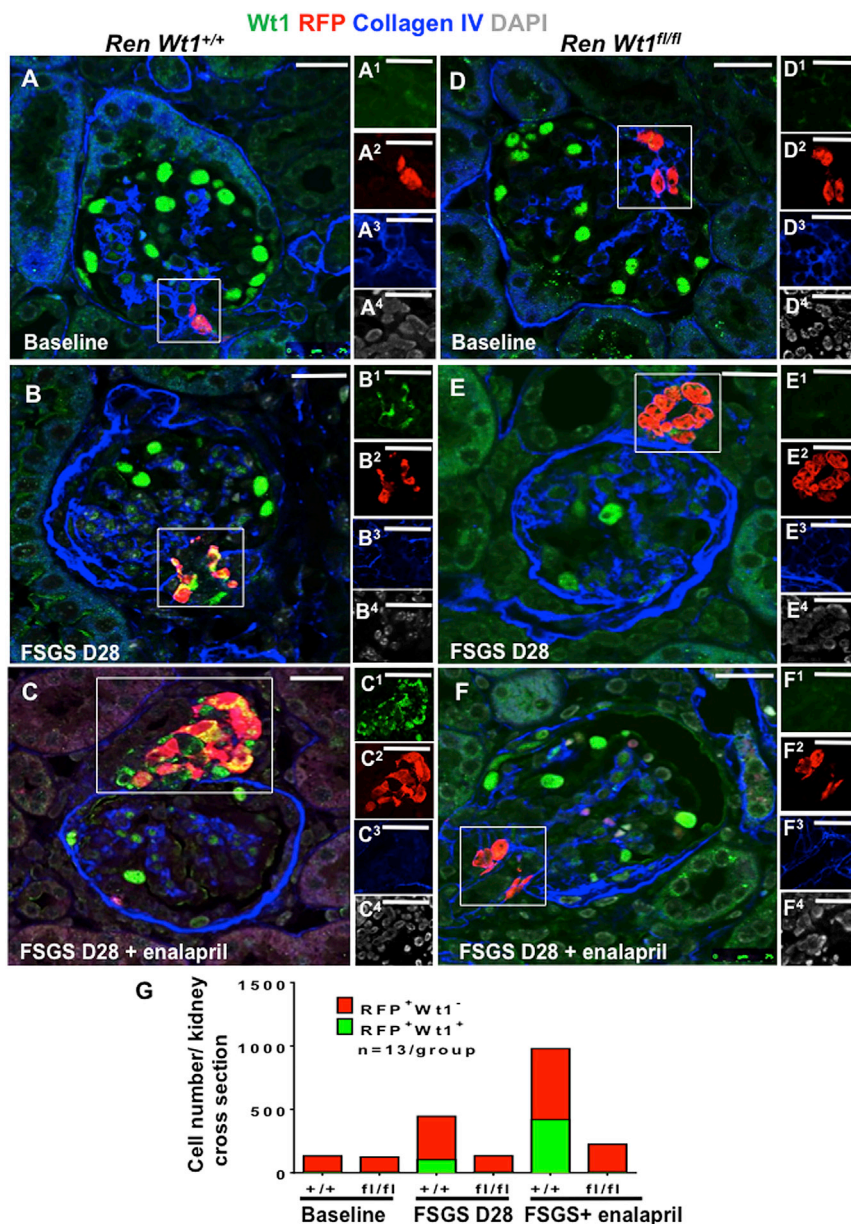 Wt1 RFP Collagen IV DAPI
Ren Wt1+/+ Ren Wt1fl/fl
A A1 D D1
A2 D2
A3 D3
A4 D4
Baseline Baseline
B B1 E E1
B2 E2
B3 E3
B4 E4
FSGS D28 FSGS D28
C C1 F F1
C2 F2
C3 F3
C4 F4
FSGS D28 + enalapril FSGS D28 + enalapril
G
1500
RFP+Wt1-
RFP+Wt1+
n=13/group
1000
500
0
Cell number/ kidney
cross section
+/+ fl/fl +/+ fl/fl +/+ fl/fl
Baseline FSGS D28 FSGS+ enalapril